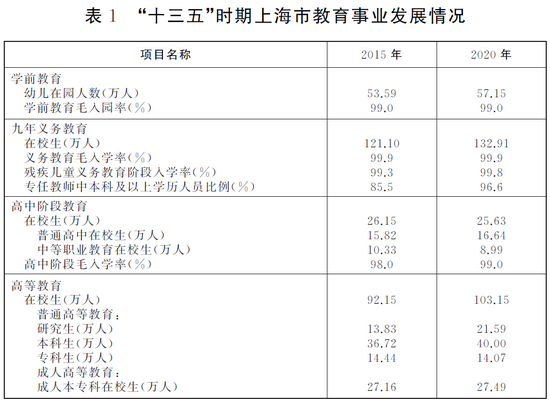 表 1 “十三五”时期上海市教育事业发展情况
项目名称 2015 年 2020 年
学前教育
幼儿在园人数(万人) 53.59 57.15
学前教育毛入园率(%) 99.0 99.0
九年义务教育
在校生(万人) 121.10 132.91
义务教育毛入学率(%) 99.9 99.9
残疾儿童义务教育阶段入学率(%) 99.3 99.8
专任教师中本科及以上学历人员比例(%) 85.5 96.6
高中阶段教育
在校生(万人) 26.15 25.63
普通高中在校生(万人) 15.82 16.64
中等职业教育在校生(万人) 10.33 8.99
高中阶段毛入学率(%) 98.0 99.0
高等教育
在校生(万人) 92.15 103.15
普通高等教育:
研究生(万人) 13.83 21.59
本科生(万人) 36.72 40.00
专科生(万人) 14.44 14.07
成人高等教育:
成人本专科在校生(万人) 27.16 27.49